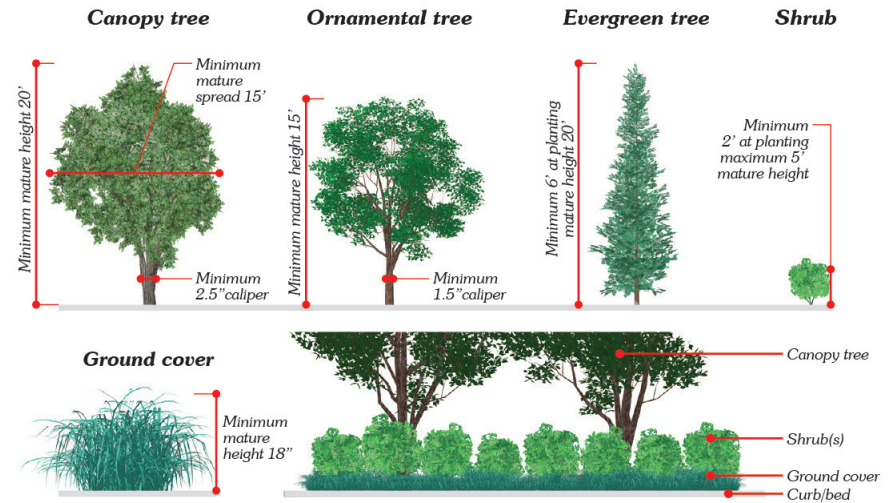 Canopy tree
Ornamental tree
Evergreen tree
Shrub
Minimum mature height 20'
Minimum
mature
spread 15'
Minimum
2.5”caliper
Minimum mature height 15'
Minimum
1.5”caliper
Minimum 6' at planting
mature height 20'
Minimum
2' at planting
maximum 5'
mature height
Ground cover
Minimum
mature
height 18”
Canopy tree
Shrub(s)
Ground cover
Curb/bed